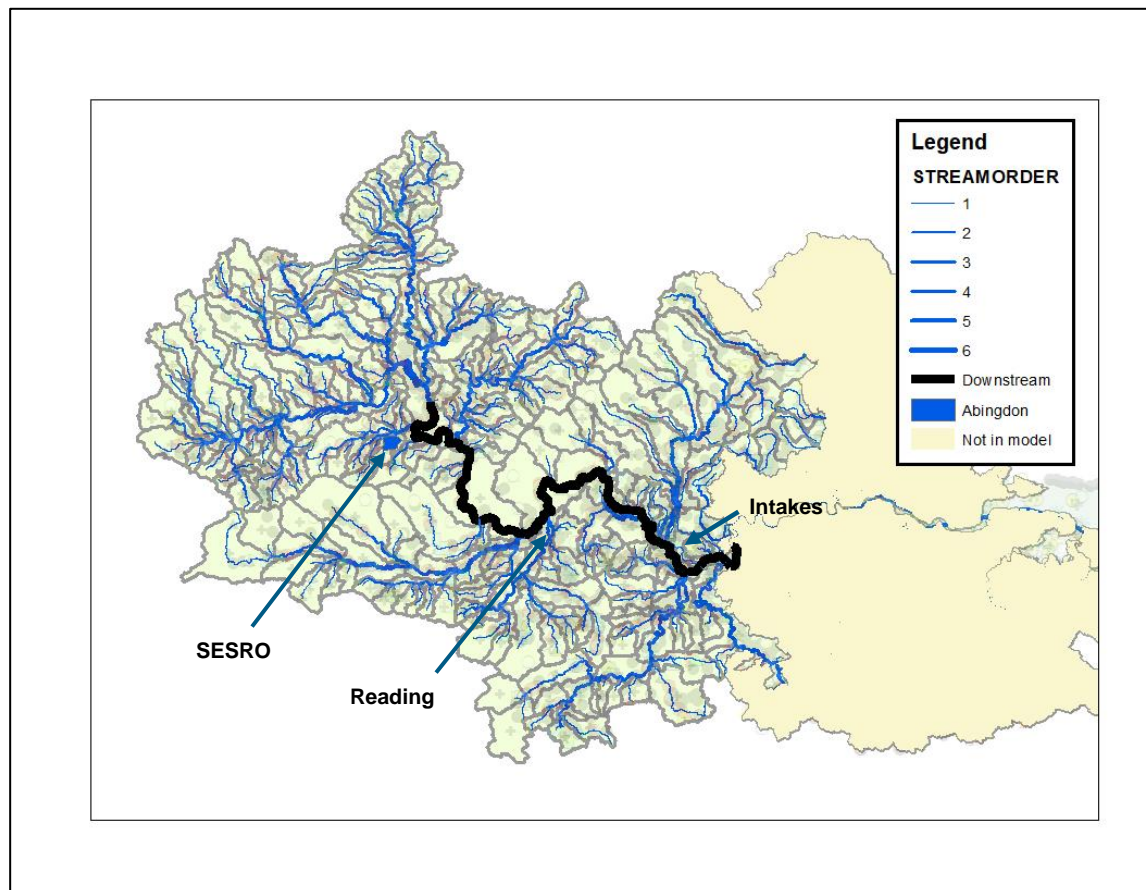 Legend
STREAMORDER
1
2
3
4
5
6
Downstream
Abingdon
Not in model
Intakes
SESRO
Reading